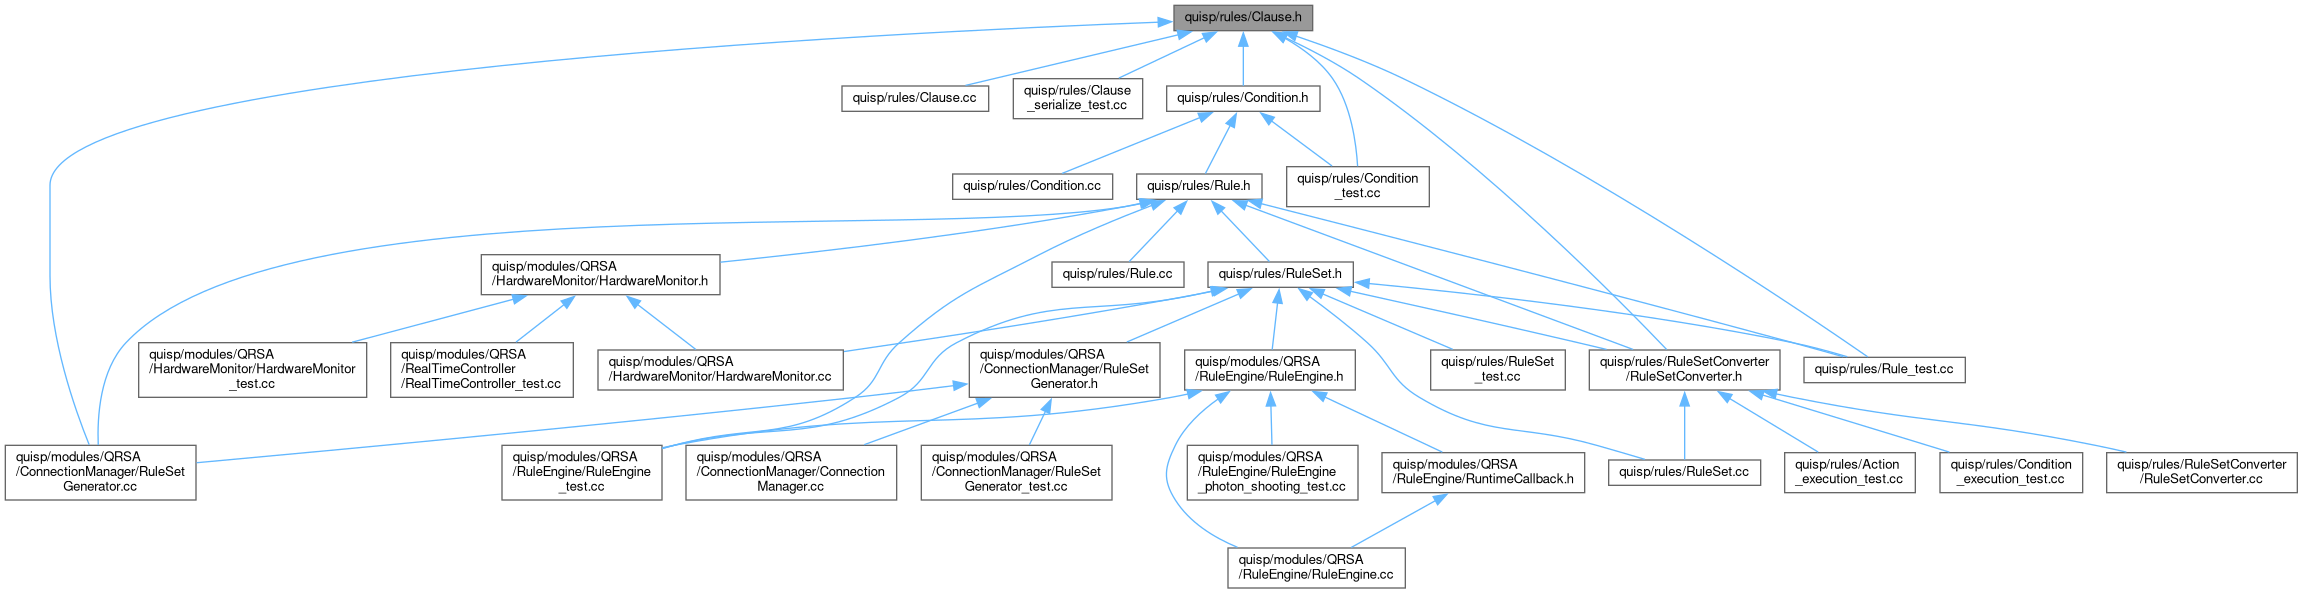 quisp/rules/Clause.h
quisp/rules/Clause.cc
quisp/rules/Clause
_serialize_test.cc
quisp/rules/Condition.h
quisp/rules/Condition.cc
quisp/rules/Rule.h
quisp/rules/Condition
_test.cc
quisp/modules/QRSA
/HardwareMonitor/HardwareMonitor.h
quisp/rules/Rule.cc
quisp/rules/RuleSet.h
quisp/modules/QRSA
/HardwareMonitor/HardwareMonitor
_test.cc
quisp/modules/QRSA
/RealTimeController
/RealTimeController_test.cc
quisp/modules/QRSA
/HardwareMonitor/HardwareMonitor.cc
quisp/modules/QRSA
/ConnectionManager/RuleSet
Generator.h
quisp/modules/QRSA
/RuleEngine/RuleEngine.h
quisp/rules/RuleSet
_test.cc
quisp/rules/RuleSetConverter
/RuleSetConverter.h
quisp/rules/Rule_test.cc
quisp/modules/QRSA
/ConnectionManager/RuleSet
Generator.cc
quisp/modules/QRSA
/RuleEngine/RuleEngine
_test.cc
quisp/modules/QRSA
/ConnectionManager/Connection
Manager.cc
quisp/modules/QRSA
/ConnectionManager/RuleSet
Generator_test.cc
quisp/modules/QRSA
/RuleEngine/RuleEngine
_photon_shooting_test.cc
quisp/modules/QRSA
/RuleEngine/RuntimeCallback.h
quisp/rules/RuleSet.cc
quisp/rules/Action
_execution_test.cc
quisp/rules/Condition
_execution_test.cc
quisp/rules/RuleSetConverter
/RuleSetConverter.cc
quisp/modules/QRSA
/RuleEngine/RuleEngine.cc